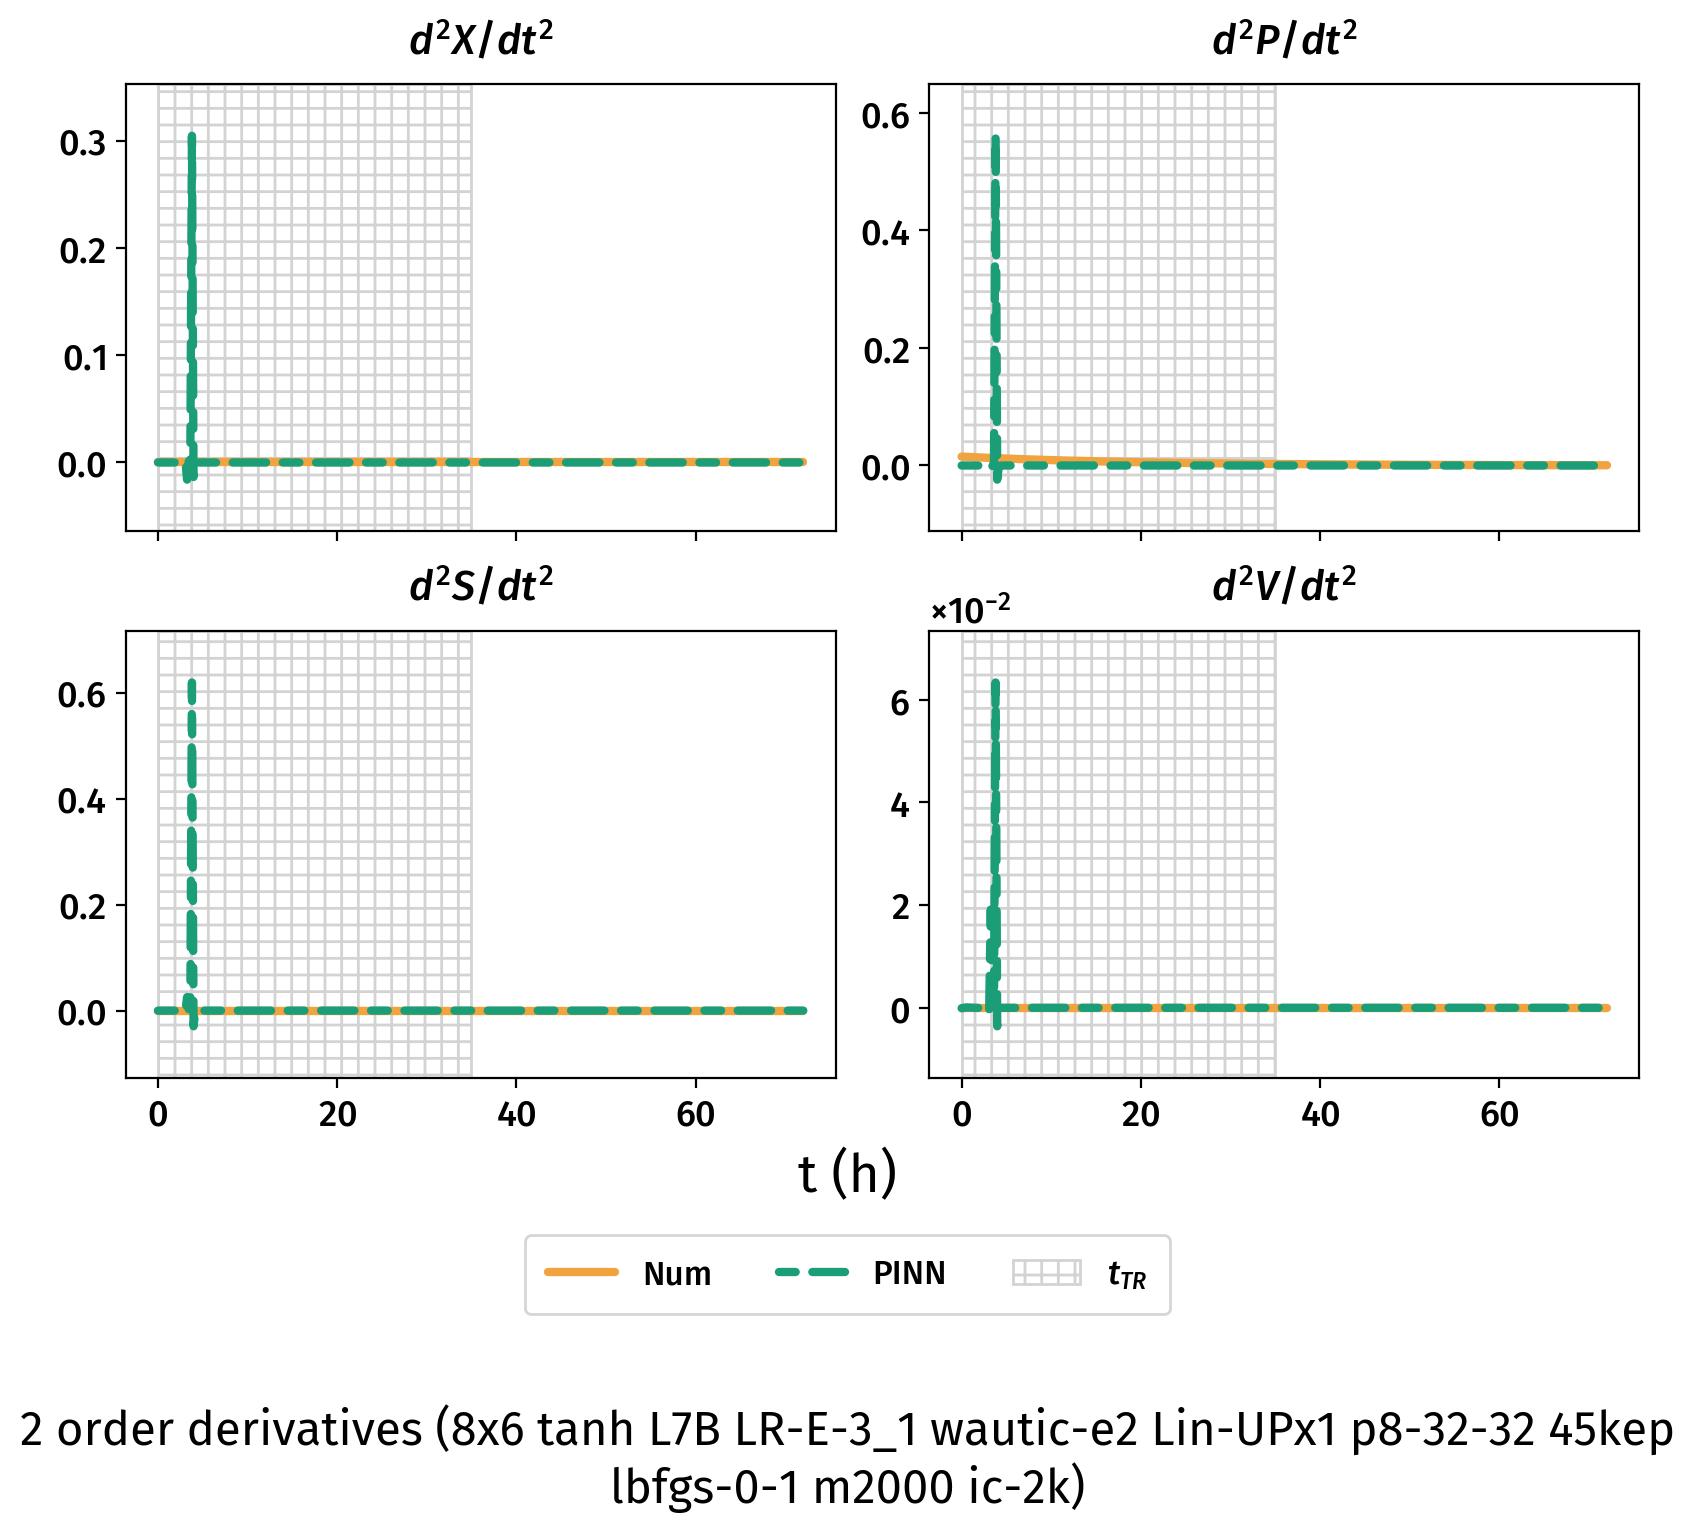 d²X/dt²
d²P/dt²
0.3
0.2
0.1
0.0
0.6
0.4
0.2
0.0
d²S/dt²
d²V/dt²
×10⁻²
0.6
0.4
0.2
0.0
6
4
2
0
0 20 40 60
0 20 40 60
t (h)
Num PINN t_TR
2 order derivatives (8x6 tanh L7B LR-E-3_1 wautic-e2 Lin-UPx1 p8-32-32 45kep
lbfgs-0-1 m2000 ic-2k)